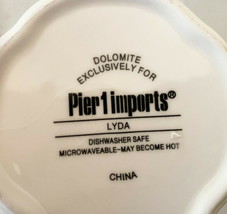 DOLOMITE
EXCLUSIVELY FOR
Pier 1 imports®
LYDA
DISHWASHER SAFE
MICROWAVEABLE-MAY BECOME HOT
CHINA